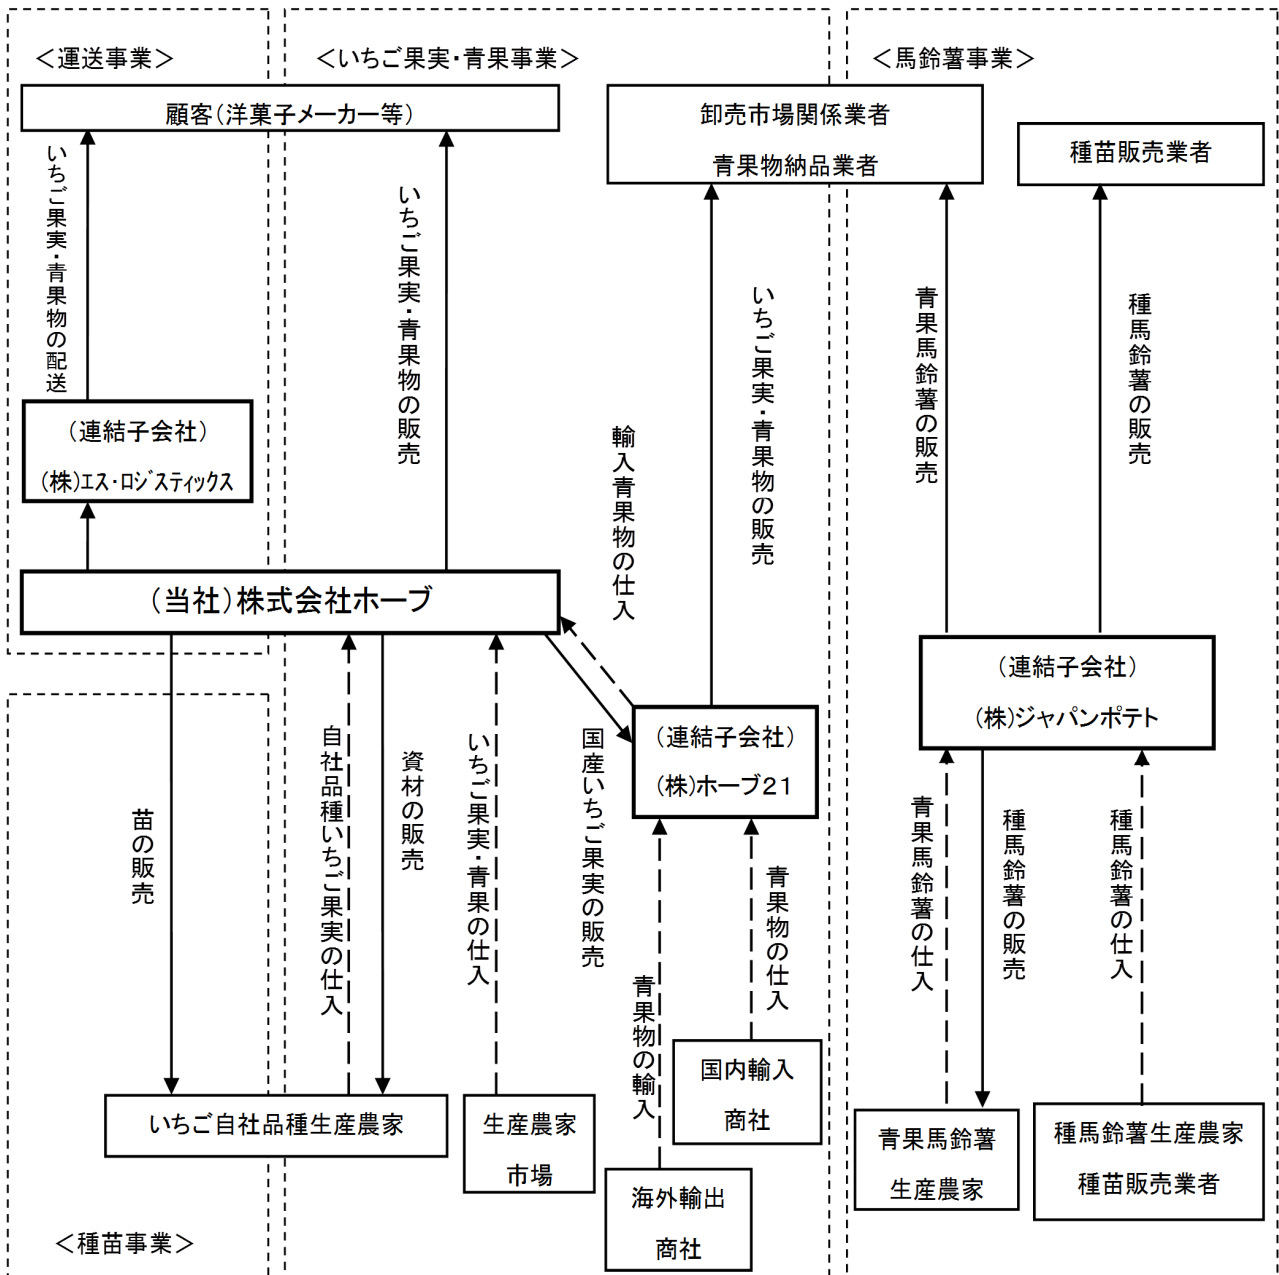 ＜運送事業＞
＜いちご果実・青果事業＞
＜馬鈴薯事業＞
顧客（洋菓子メーカー等）
卸売市場関係業者
青果物納品業者
種苗販売業者
いちご果実・青果物の配送
いちご果実・青果物の販売
いちご果実・青果物の販売
青果馬鈴薯の販売
種馬鈴薯の販売
（連結子会社）
（株）ｴｽ・ﾛｼﾞｽﾃｨｯｸｽ
輸入青果物の仕入
（当社）株式会社ホーブ
（連結子会社）
（株）ジャパンポテト
（連結子会社）
（株）ホーブ２１
苗の販売
自社品種いちご果実の仕入
資材の販売
いちご果実・青果の仕入
国産いちご果実の販売
青果物の輸入
青果物の仕入
青果馬鈴薯の仕入
種馬鈴薯の販売
種馬鈴薯の仕入
いちご自社品種生産農家
生産農家
市場
国内輸入
商社
海外輸出
商社
青果馬鈴薯
生産農家
種馬鈴薯生産農家
種苗販売業者
＜種苗事業＞